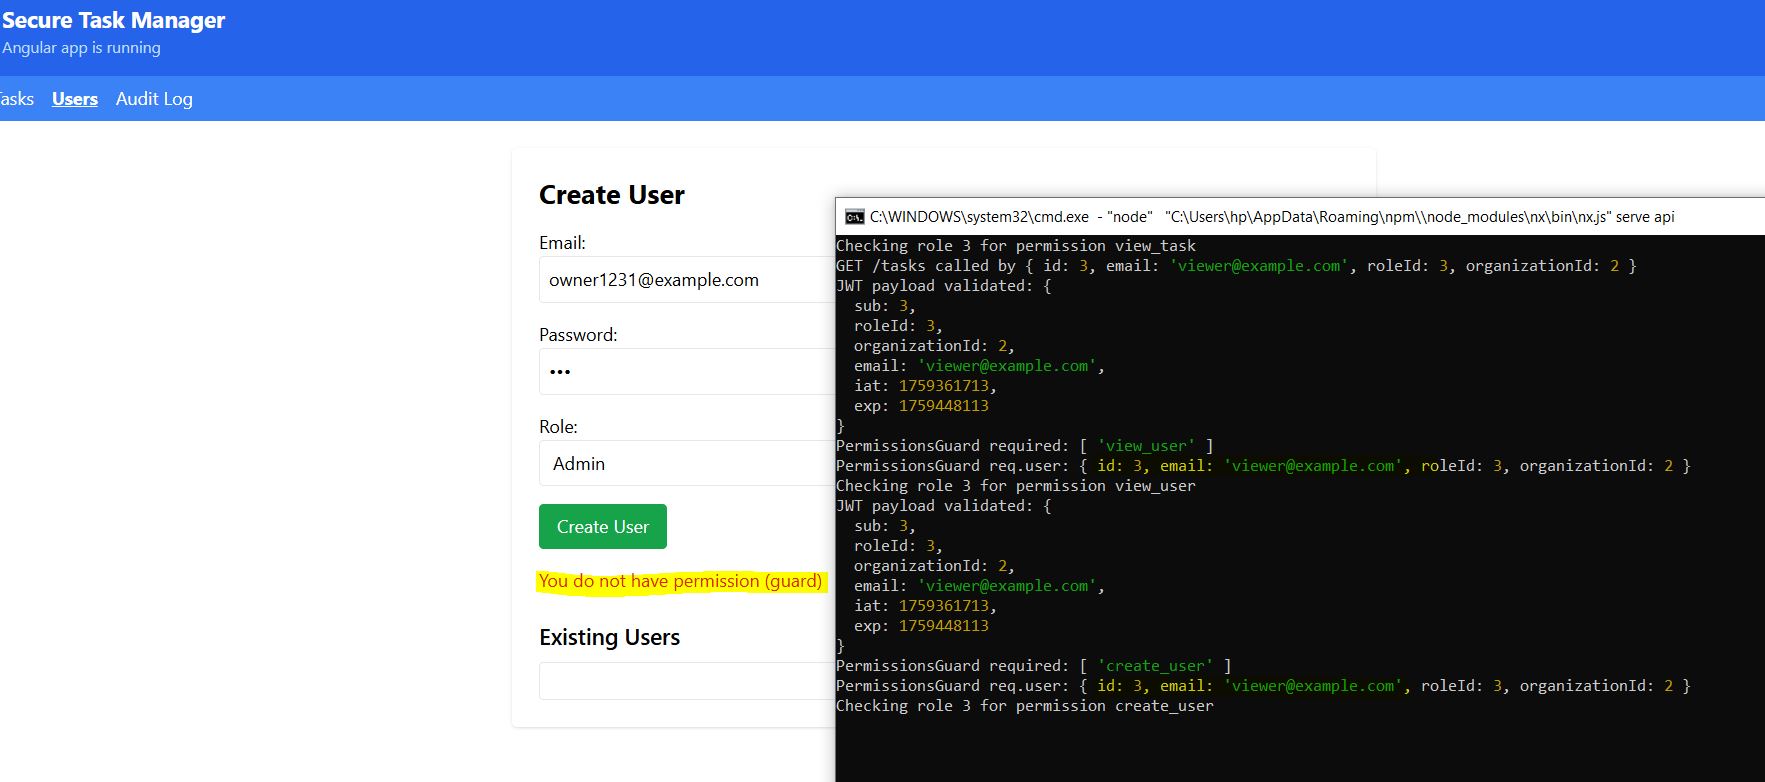 Secure Task Manager
Angular app is running
Tasks Users Audit Log
Create User
Email:
owner1231@example.com
Password:
•••
Role:
Admin
Create User
You do not have permission (guard)
Existing Users
C:\WINDOWS\system32\cmd.exe - "node" "C:\Users\hp\AppData\Roaming\npm\\node_modules\nx\bin\nx.js" serve api
Checking role 3 for permission view_task
GET /tasks called by { id: 3, email: 'viewer@example.com', roleId: 3, organizationId: 2 }
JWT payload validated: {
  sub: 3,
  roleId: 3,
  organizationId: 2,
  email: 'viewer@example.com',
  iat: 1759361713,
  exp: 1759448113
}
PermissionsGuard required: [ 'view_user' ]
PermissionsGuard req.user: { id: 3, email: 'viewer@example.com', roleId: 3, organizationId: 2 }
Checking role 3 for permission view_user
JWT payload validated: {
  sub: 3,
  roleId: 3,
  organizationId: 2,
  email: 'viewer@example.com',
  iat: 1759361713,
  exp: 1759448113
}
PermissionsGuard required: [ 'create_user' ]
PermissionsGuard req.user: { id: 3, email: 'viewer@example.com', roleId: 3, organizationId: 2 }
Checking role 3 for permission create_user